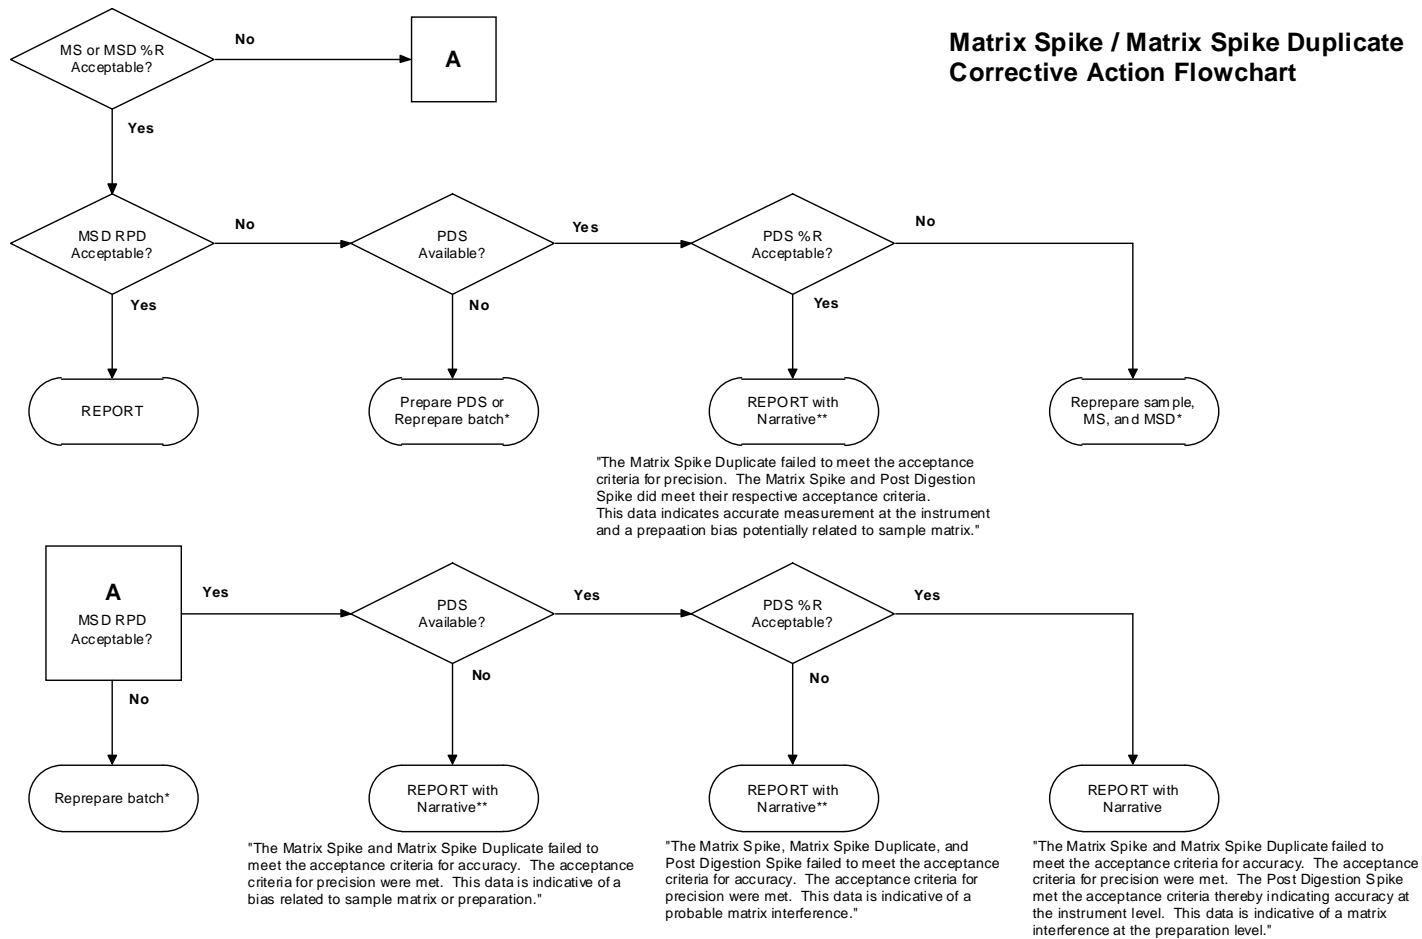 Matrix Spike / Matrix Spike Duplicate
Corrective Action Flowchart
MS or MSD %R
Acceptable?
No
A
Yes
MSD RPD
Acceptable?
No
PDS
Available?
Yes
PDS %R
Acceptable?
No
Yes
No
Yes
REPORT
Prepare PDS or
Reprepare batch*
REPORT with
Narrative**
Reprepare sample,
MS, and MSD*
"The Matrix Spike Duplicate failed to meet the acceptance
criteria for precision. The Matrix Spike and Post Digestion
Spike did meet their respective acceptance criteria.
This data indicates accurate measurement at the instrument
and a prepaation bias potentially related to sample matrix."
A
MSD RPD
Acceptable?
Yes
PDS
Available?
Yes
PDS %R
Acceptable?
Yes
No
No
No
Reprepare batch*
REPORT with
Narrative**
REPORT with
Narrative**
REPORT with
Narrative
"The Matrix Spike and Matrix Spike Duplicate failed to
meet the acceptance criteria for accuracy. The acceptance
criteria for precision were met. This data is indicative of a
bias related to sample matrix or preparation."
"The Matrix Spike, Matrix Spike Duplicate, and
Post Digestion Spike failed to meet the acceptance
criteria for accuracy. The acceptance criteria for
precision were met. This data is indicative of a
probable matrix interference."
"The Matrix Spike and Matrix Spike Duplicate failed to
meet the acceptance criteria for accuracy. The acceptance
criteria for precision were met. The Post Digestion Spike
met the acceptance criteria thereby indicating accuracy at
the instrument level. This data is indicative of a matrix
interference at the preparation level."